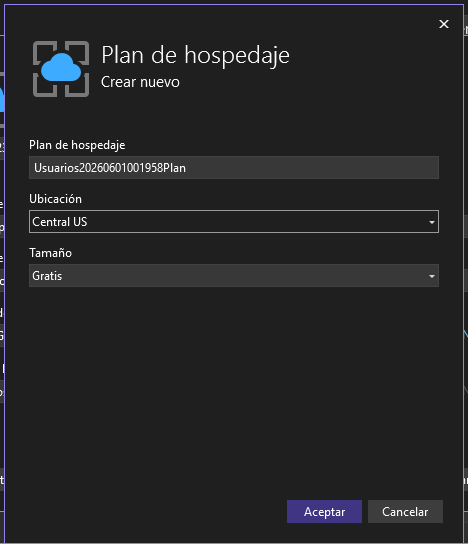 Plan de hospedaje
Crear nuevo
Plan de hospedaje
Usuarios20260601001958Plan
Ubicación
Central US
Tamaño
Gratis
Aceptar
Cancelar